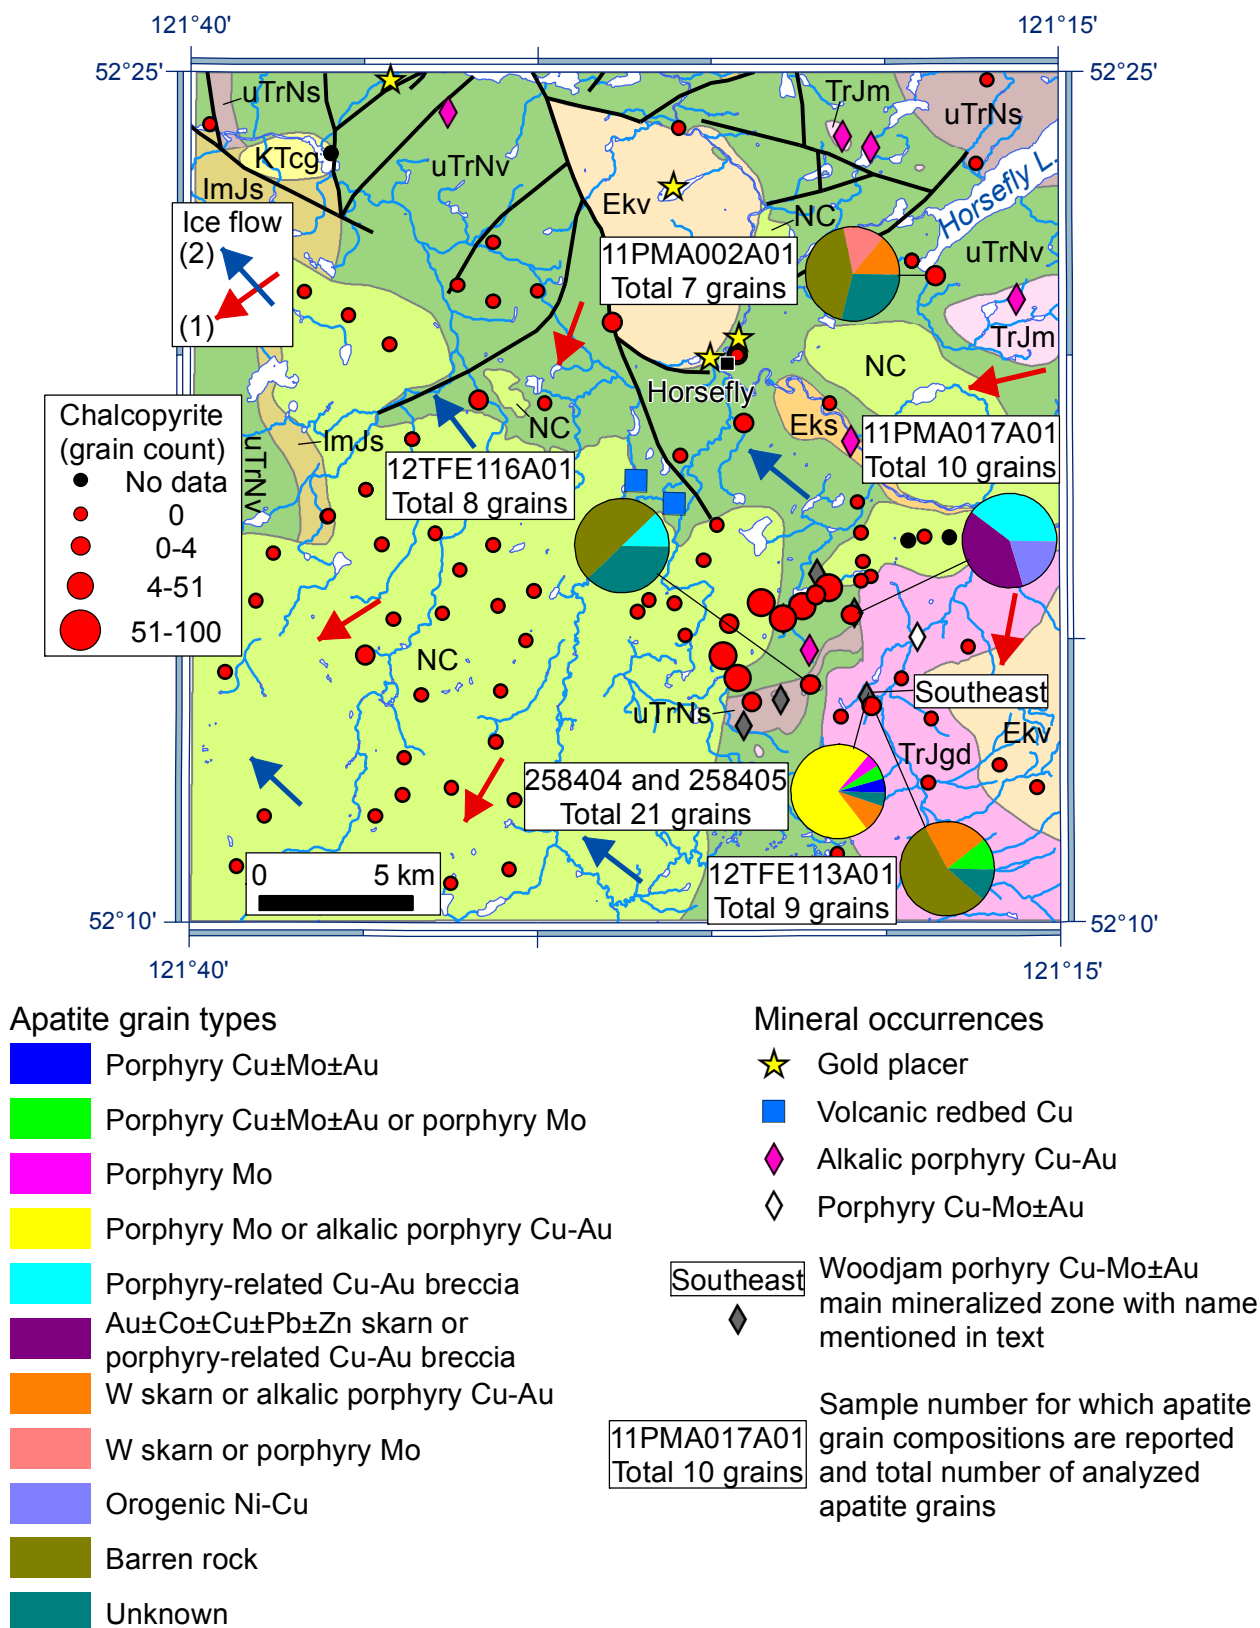 121°40'
121°15'
52°25'
52°25'
uTrNs
TrJm
uTrNs
KTcg
uTrNv
lmJs
Ekv
Horsefly L.
NC
Ice flow
(2)
(1)
11PMA002A01
Total 7 grains
uTrNv
TrJm
NC
Horsefly
Chalcopyrite
(grain count)
No data
0
0-4
4-51
51-100
uTrNv
lmJs
NC
Eks
11PMA017A01
Total 10 grains
12TFE116A01
Total 8 grains
NC
Southeast
uTrNs
Ekv
TrJgd
258404 and 258405
Total 21 grains
12TFE113A01
Total 9 grains
0 5 km
52°10'
52°10'
121°40'
121°15'
Apatite grain types
Porphyry Cu±Mo±Au
Porphyry Cu±Mo±Au or porphyry Mo
Porphyry Mo
Porphyry Mo or alkalic porphyry Cu-Au
Porphyry-related Cu-Au breccia
Au±Co±Cu±Pb±Zn skarn or
porphyry-related Cu-Au breccia
W skarn or alkalic porphyry Cu-Au
W skarn or porphyry Mo
Orogenic Ni-Cu
Barren rock
Unknown
Mineral occurrences
Gold placer
Volcanic redbed Cu
Alkalic porphyry Cu-Au
Porphyry Cu-Mo±Au
Southeast
Woodjam porhyry Cu-Mo±Au
main mineralized zone with name
mentioned in text
11PMA017A01
Total 10 grains
Sample number for which apatite
grain compositions are reported
and total number of analyzed
apatite grains